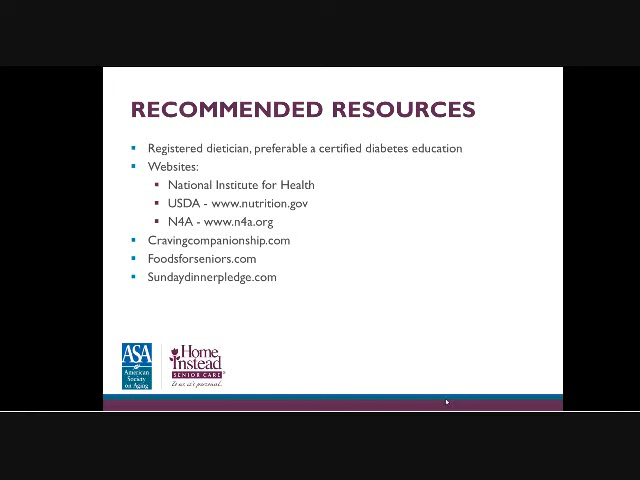 RECOMMENDED RESOURCES
Registered dietician, preferable a certified diabetes education
Websites:
National Institute for Health
USDA - www.nutrition.gov
N4A - www.n4a.org
Cravingcompanionship.com
Foodsforseniors.com
Sundaydinnerpledge.com
ASA
American
Society
on Aging
Home
Instead
SENIOR CARE
To us, it's personal.